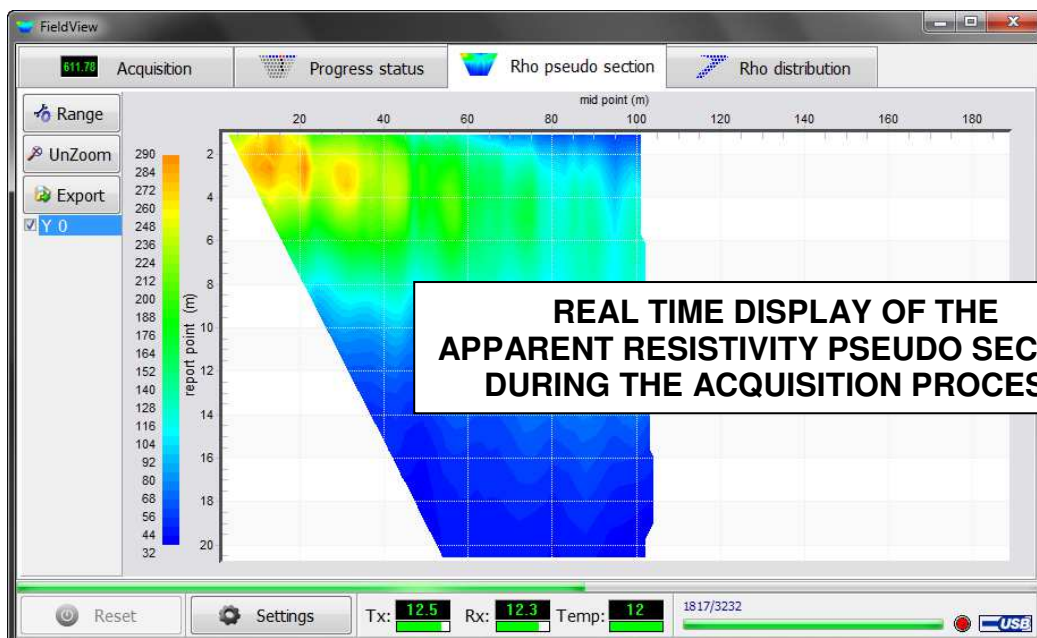 FieldView
611.78 Acquisition Progress status Rho pseudo section Rho distribution
Range
UnZoom
Export
Y 0
mid point (m)
20 40 60 80 100 120 140 160 180
290
284
272
260
248
236
224
212
200
188
176
164
152
140
128
116
104
92
80
68
56
44
32
report point (m)
2
4
6
8
10
12
14
16
18
20
REAL TIME DISPLAY OF THE
APPARENT RESISTIVITY PSEUDO SEC
DURING THE ACQUISITION PROCES
Reset Settings Tx: 12.5 Rx: 12.3 Temp: 12 1817/3232 USB